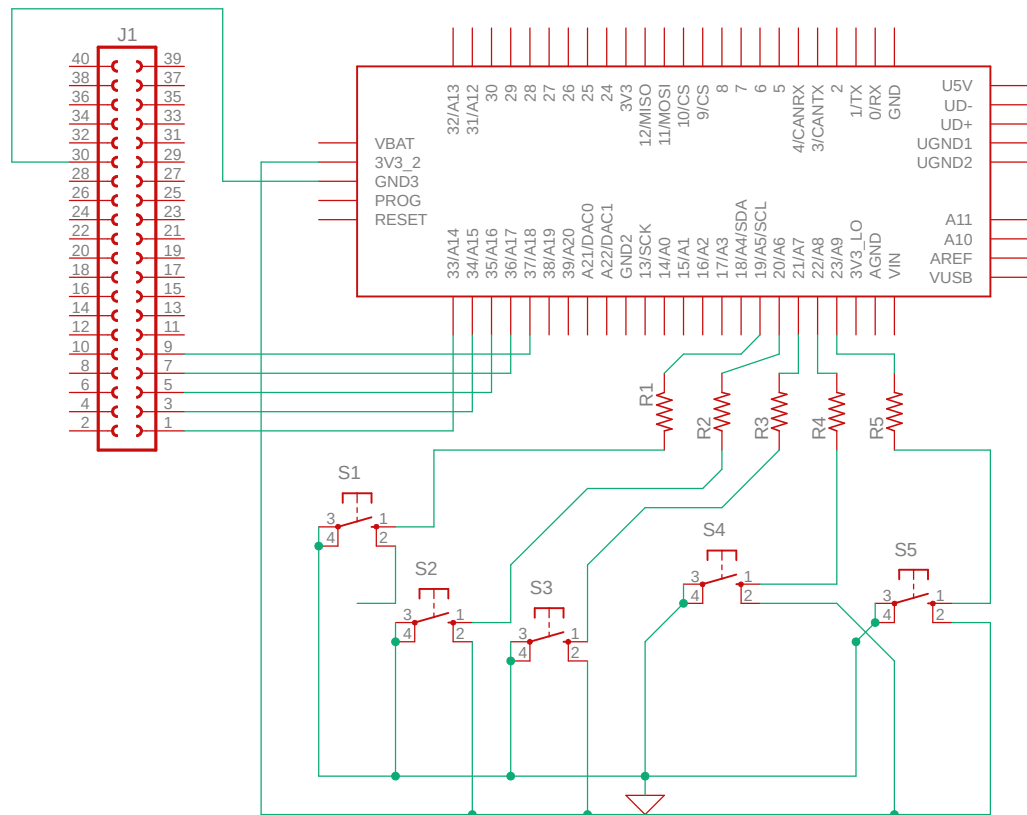 J1
40 39
38 37
36 35
34 33
32 31
30 29
28 27
26 25
24 23
22 21
20 19
18 17
16 15
14 13
12 11
10 9
8 7
6 5
4 3
2 1
32/A13
31/A12
30
29
28
27
26
25
24
3V3
12/MISO
11/MOSI
10/CS
9/CS
8
7
6
5
4/CANRX
3/CANTX
2
1/TX
0/RX
GND
VBAT
3V3_2
GND3
PROG
RESET
U5V
UD-
UD+
UGND1
UGND2
A11
A10
AREF
VUSB
33/A14
34/A15
35/A16
36/A17
37/A18
38/A19
39/A20
A21/DAC0
A22/DAC1
GND2
13/SCK
14/A0
15/A1
16/A2
17/A3
18/A4/SDA
19/A5/SCL
20/A6
21/A7
22/A8
23/A9
3V3_LO
AGND
VIN
R1
R2
R3
R4
R5
S1
3 1
4 2
S2
3 1
4 2
S3
3 1
4 2
S4
3 1
4 2
S5
3 1
4 2